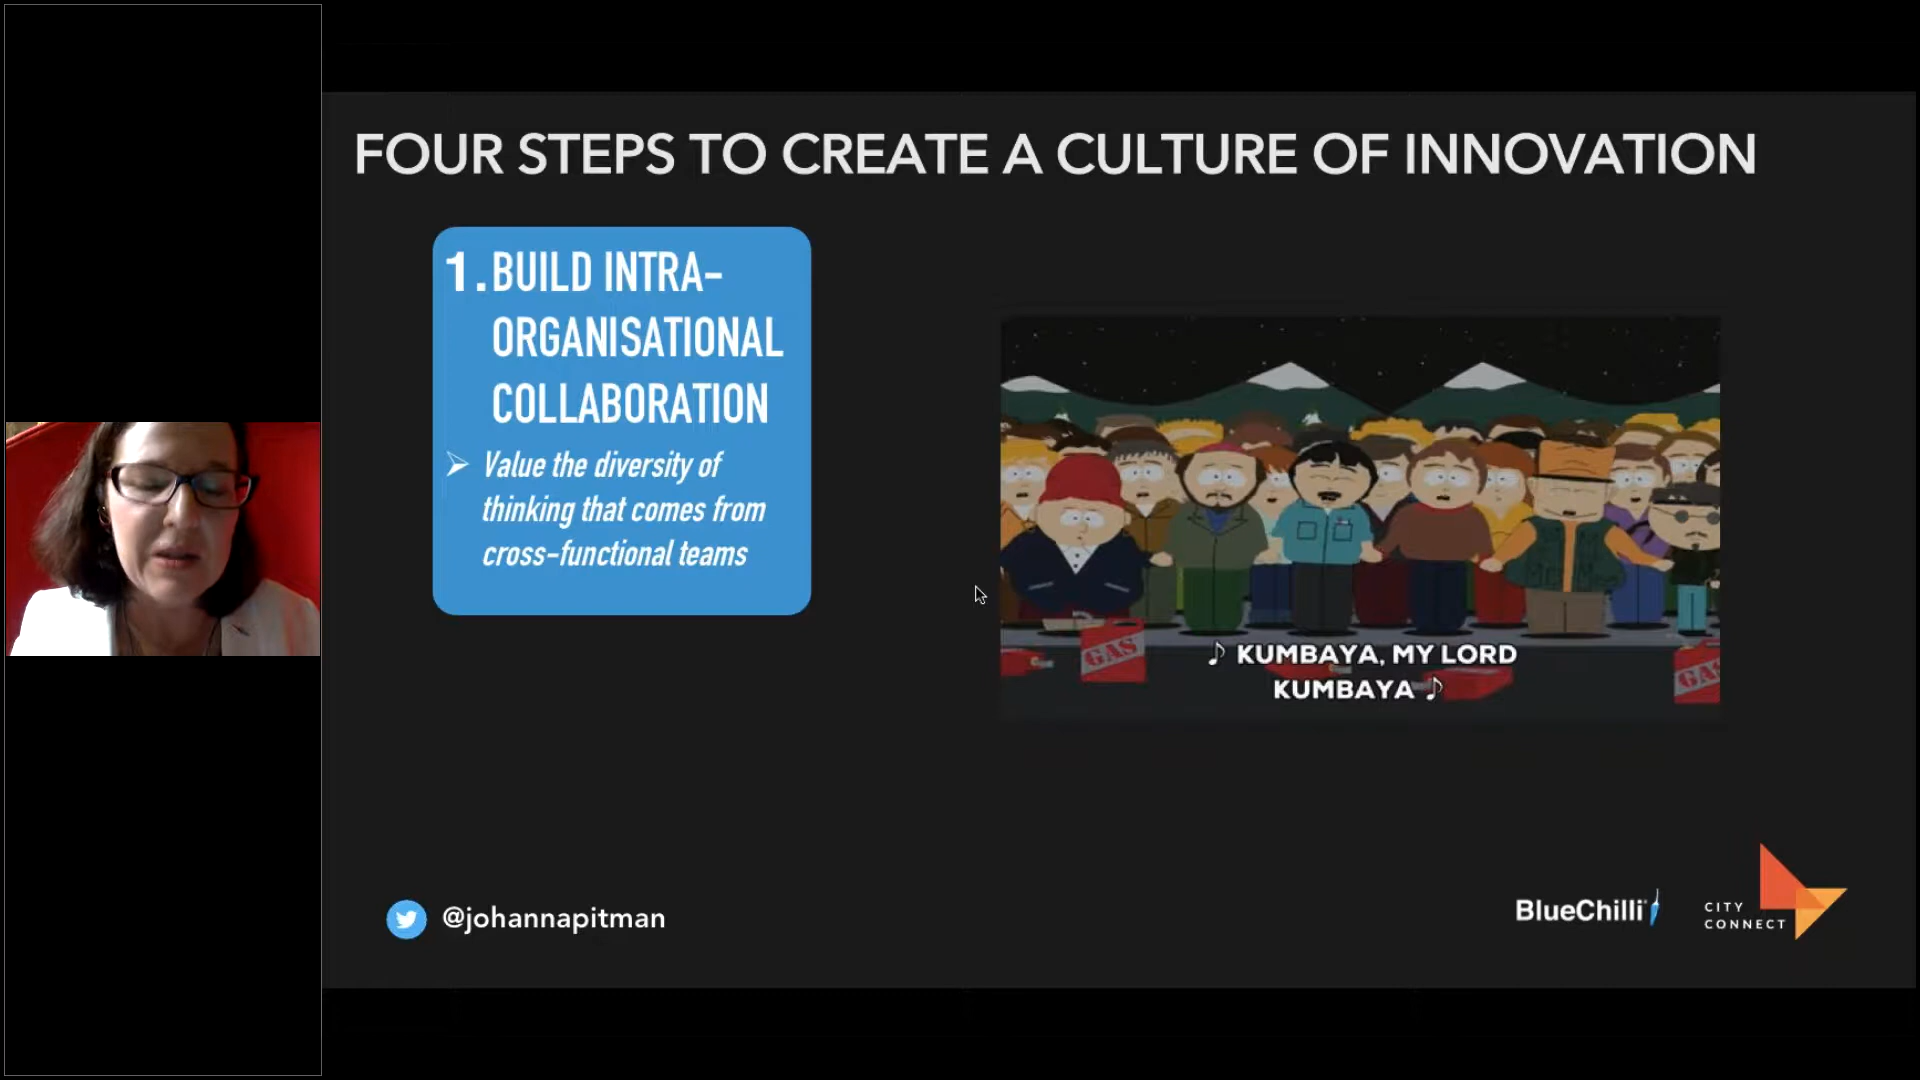 FOUR STEPS TO CREATE A CULTURE OF INNOVATION
1. BUILD INTRA-
ORGANISATIONAL
COLLABORATION
➢ Value the diversity of
thinking that comes from
cross-functional teams
GAS
GAS
♪ KUMBAYA, MY LORD
KUMBAYA ♪
@johannapitman
BlueChilli
CITY
CONNECT